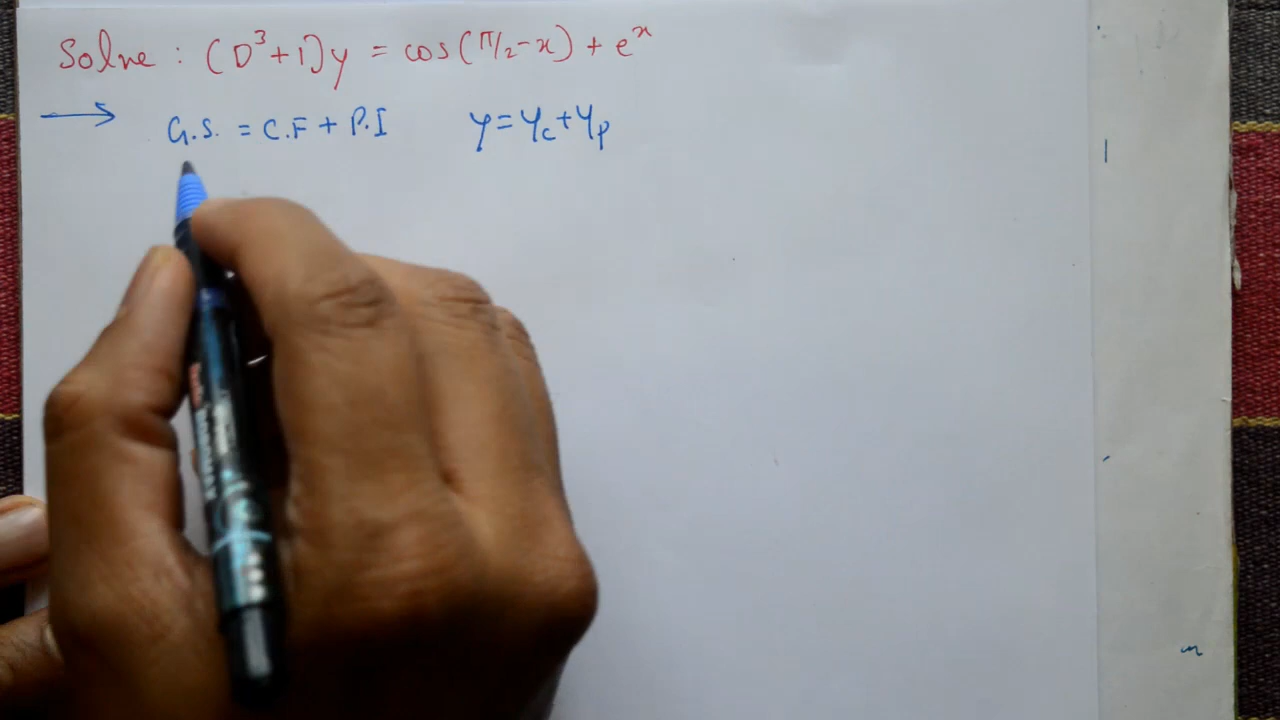 Solve : (D³+1)y = cos(π/2-x) + eˣ
→ G.S. = C.F + P.I y = y_c + y_p